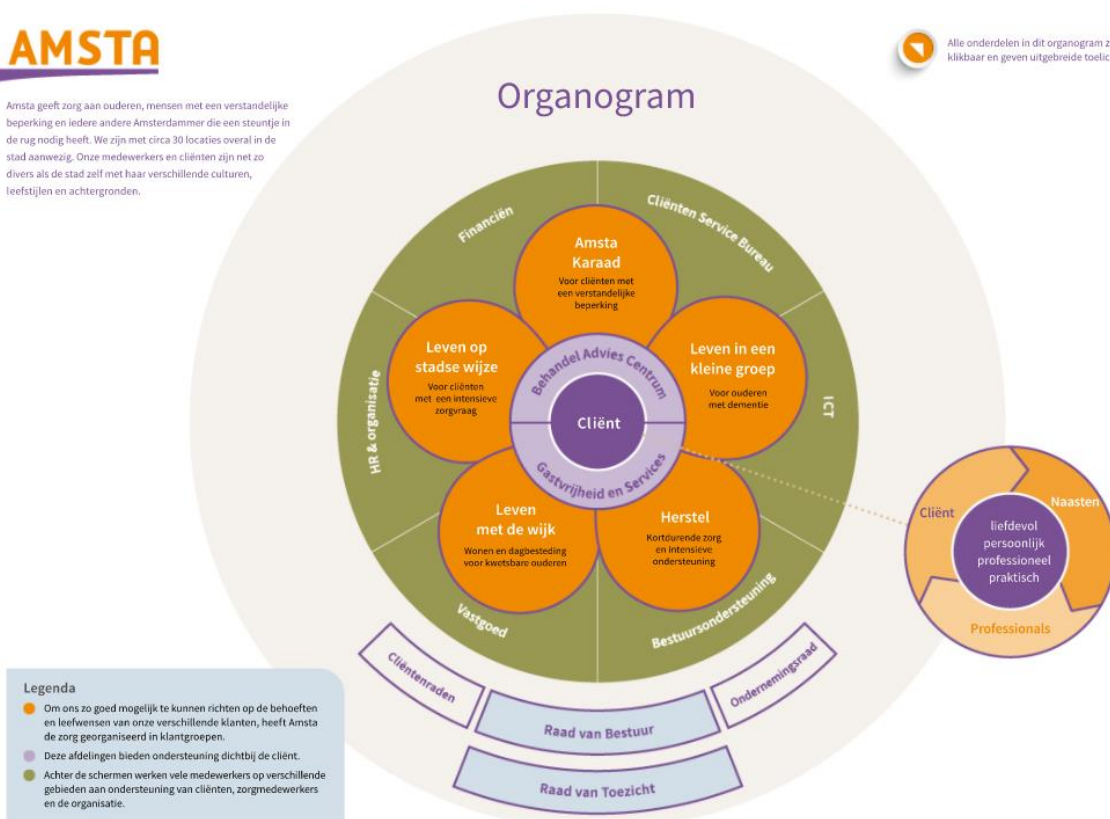 AMSTA
Amsta geeft zorg aan ouderen, mensen met een verstandelijke
beperking en iedere andere Amsterdammer die een steuntje in
de rug nodig heeft. We zijn met circa 30 locaties overal in de
stad aanwezig. Onze medewerkers en cliënten zijn net zo
divers als de stad zelf met haar verschillende culturen,
leefstijlen en achtergronden.
Alle onderdelen in dit organogram
klikbaar en geven uitgebreide
Organogram
Financiën
Cliënten Service Bureau
Amsta
Karaad
Voor cliënten met
een verstandelijke
beperking
Leven op
stadse wijze
Voor cliënten
met een intensieve
zorgvraag
Leven in een
kleine groep
Voor ouderen
met dementie
Behandel Advies Centrum
Cliënt
Gastvrijheid en Services
HR & organisatie
ICT
Leven
met de wijk
Wonen en dagbesteding
voor kwetsbare ouderen
Herstel
Kortdurende zorg
en intensieve
ondersteuning
Vastgoed
Bestuursondersteuning
Cliënt
Naasten
liefdevol
persoonlijk
professioneel
praktisch
Professionals
Cliëntenraden
Ondernemingsraad
Raad van Bestuur
Raad van Toezicht
Legenda
Om ons zo goed mogelijk te kunnen richten op de behoeften
en leefwensen van onze verschillende klanten, heeft Amsta
de zorg georganiseerd in klantgroepen.
Deze afdelingen bieden ondersteuning dichtbij de cliënt.
Achter de schermen werken vele medewerkers op verschillende
gebieden aan ondersteuning van cliënten, zorgmedewerkers
en de organisatie.